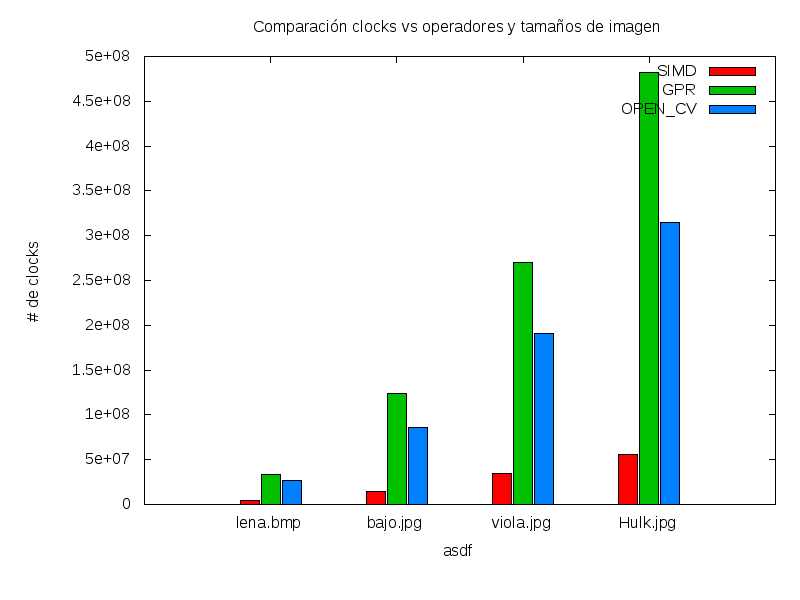 Comparación clocks vs operadores y tamaños de imagen
5e+08
4.5e+08
4e+08
3.5e+08
3e+08
2.5e+08
2e+08
1.5e+08
1e+08
5e+07
0
# de clocks
SIMD
GPR
OPEN_CV
lena.bmp bajo.jpg viola.jpg Hulk.jpg
asdf